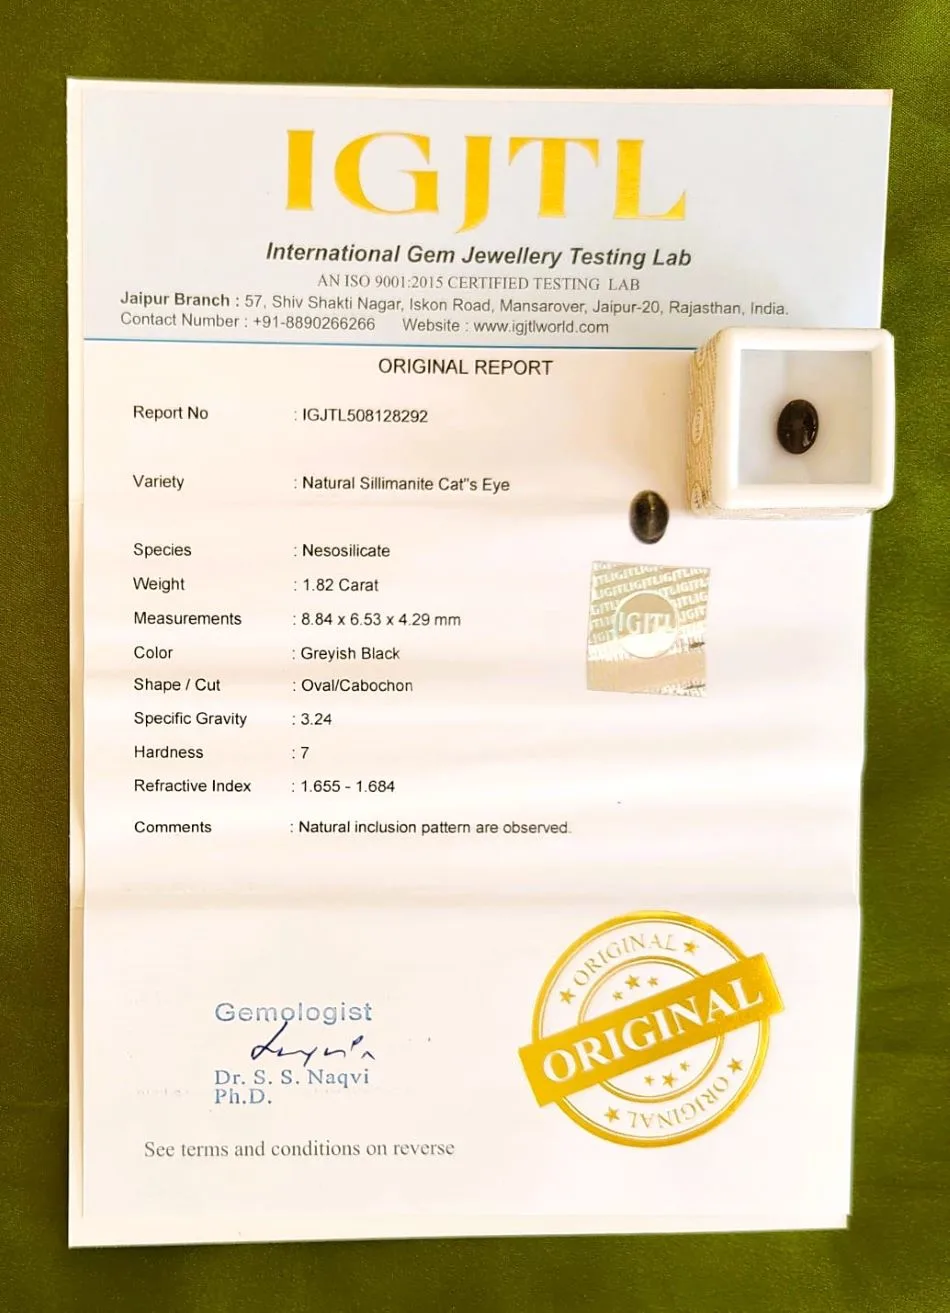 IGJTL
International Gem Jewellery Testing Lab
AN ISO 9001:2015 CERTIFIED TESTING LAB
Jaipur Branch : 57, Shiv Shakti Nagar, Iskon Road, Mansarover, Jaipur-20, Rajasthan, India.
Contact Number : +91-8890266266 Website : www.igjtlworld.com
ORIGINAL REPORT
Report No : IGJTL508128292
Variety : Natural Sillimanite Cat"s Eye
Species : Nesosilicate
Weight : 1.82 Carat
Measurements : 8.84 x 6.53 x 4.29 mm
Color : Greyish Black
Shape / Cut : Oval/Cabochon
Specific Gravity : 3.24
Hardness : 7
Refractive Index : 1.655 - 1.684
Comments : Natural inclusion pattern are observed.
IGJTL
ORIGINAL
ORIGINAL
ORIGINAL
Gemologist
Dr. S. S. Naqvi
Ph.D.
See terms and conditions on reverse